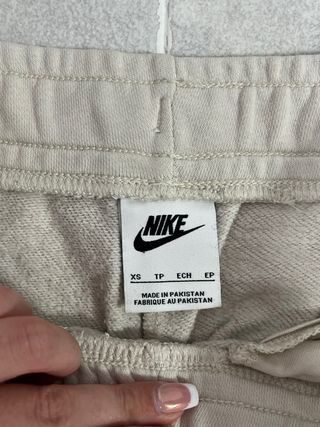 NIKE
XS TP ECH EP
MADE IN PAKISTAN
FABRIQUE AU PAKISTAN